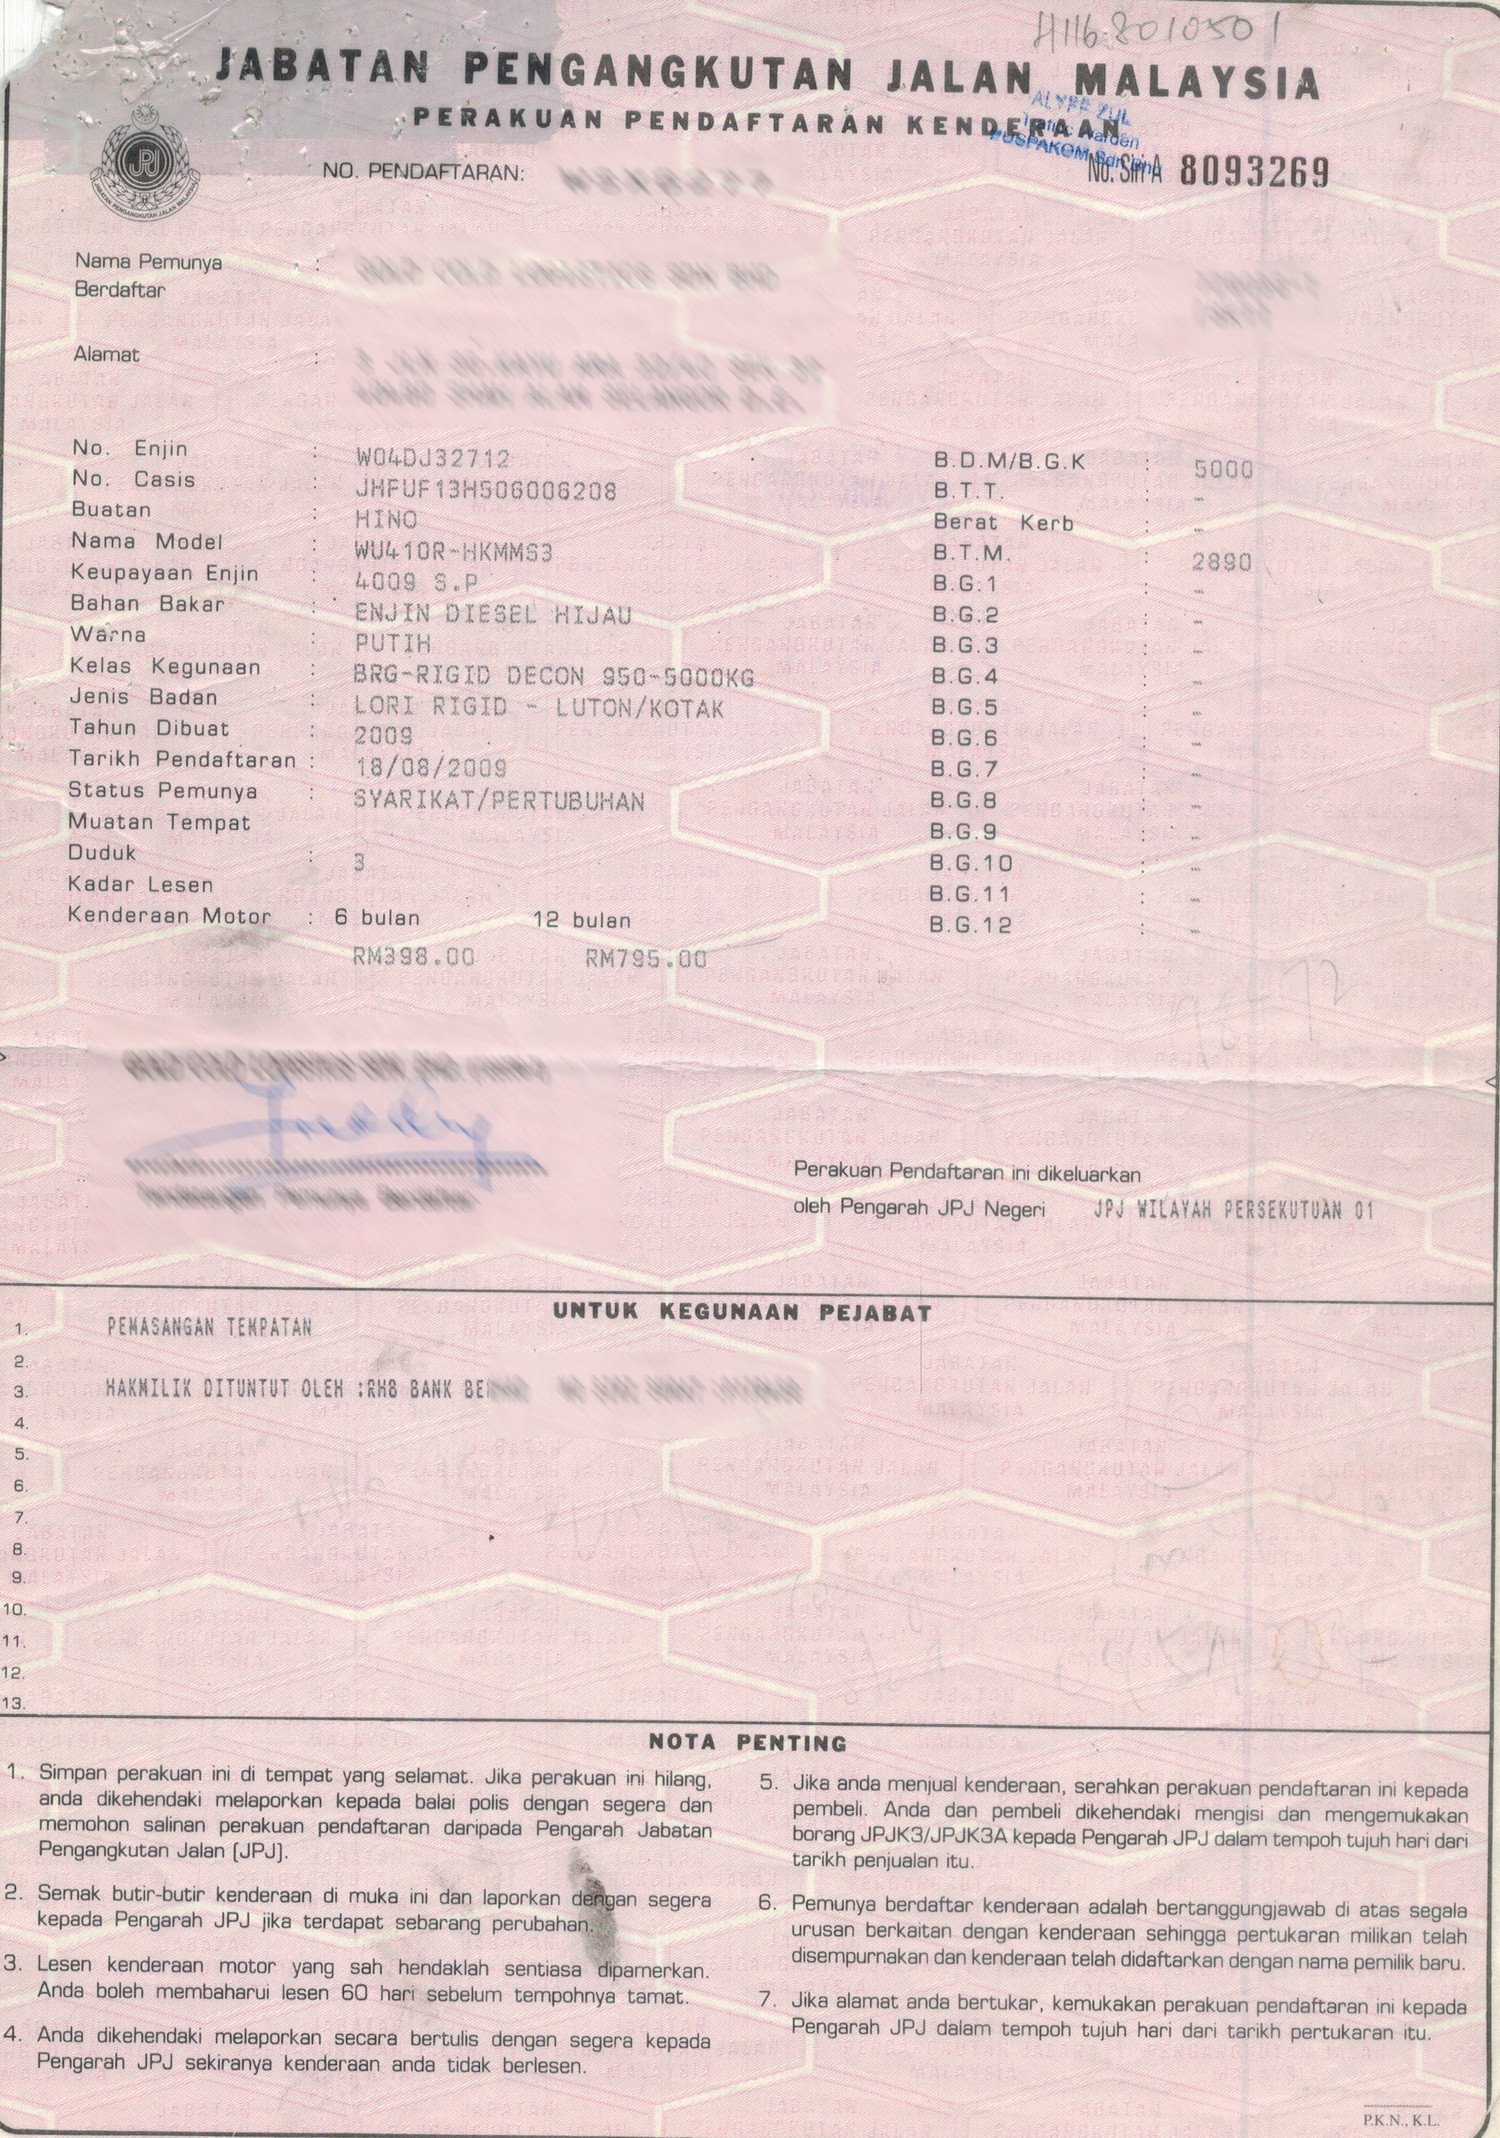 H116801050 1
JABATAN PENGANGKUTAN JALAN MALAYSIA
PERAKUAN PENDAFTARAN KENDERAAN
ALYFF ZUL
Traffic Warden
PUSPAKOM Sdn Bhd
NO. PENDAFTARAN:
No. Siri A 8093269
JPJ
JABATAN PENGANGKUTAN JALAN MALAYSIA
Nama Pemunya :
Berdaftar
Alamat :
No. Enjin : W04DJ32712
No. Casis : JHFUF13H506006208
Buatan : HINO
Nama Model : WU410R-HKMMS3
Keupayaan Enjin : 4009 S.P
Bahan Bakar : ENJIN DIESEL HIJAU
Warna : PUTIH
Kelas Kegunaan : BRG-RIGID DECON 950-5000KG
Jenis Badan : LORI RIGID - LUTON/KOTAK
Tahun Dibuat : 2009
Tarikh Pendaftaran : 18/08/2009
Status Pemunya : SYARIKAT/PERTUBUHAN
Muatan Tempat
Duduk : 3
Kadar Lesen
Kenderaan Motor : 6 bulan 12 bulan
RM398.00 RM795.00
B.D.M/B.G.K : 5000
B.T.T. : -
Berat Kerb : -
B.T.M. : 2890
B.G.1 : -
B.G.2 : -
B.G.3 : -
B.G.4 : -
B.G.5 : -
B.G.6 : -
B.G.7 : -
B.G.8 : -
B.G.9 : -
B.G.10 : -
B.G.11 : -
B.G.12 : -
Perakuan Pendaftaran ini dikeluarkan
oleh Pengarah JPJ Negeri JPJ WILAYAH PERSEKUTUAN 01
UNTUK KEGUNAAN PEJABAT
1. PEMASANGAN TEMPATAN
2.
3. HAKMILIK DITUNTUT OLEH :RHB BANK BE
4.
5.
6.
7.
8.
9.
10.
11.
12.
13.
NOTA PENTING
1. Simpan perakuan ini di tempat yang selamat. Jika perakuan ini hilang,
anda dikehendaki melaporkan kepada balai polis dengan segera dan
memohon salinan perakuan pendaftaran daripada Pengarah Jabatan
Pengangkutan Jalan (JPJ).
2. Semak butir-butir kenderaan di muka ini dan laporkan dengan segera
kepada Pengarah JPJ jika terdapat sebarang perubahan.
3. Lesen kenderaan motor yang sah hendaklah sentiasa dipamerkan.
Anda boleh membaharui lesen 60 hari sebelum tempohnya tamat.
4. Anda dikehendaki melaporkan secara bertulis dengan segera kepada
Pengarah JPJ sekiranya kenderaan anda tidak berlesen.
5. Jika anda menjual kenderaan, serahkan perakuan pendaftaran ini kepada
pembeli. Anda dan pembeli dikehendaki mengisi dan mengemukakan
borang JPJK3/JPJK3A kepada Pengarah JPJ dalam tempoh tujuh hari dari
tarikh penjualan itu.
6. Pemunya berdaftar kenderaan adalah bertanggungjawab di atas segala
urusan berkaitan dengan kenderaan sehingga pertukaran milikan telah
disempurnakan dan kenderaan telah didaftarkan dengan nama pemilik baru.
7. Jika alamat anda bertukar, kemukakan perakuan pendaftaran ini kepada
Pengarah JPJ dalam tempoh tujuh hari dari tarikh pertukaran itu.
P.K.N., K.L.